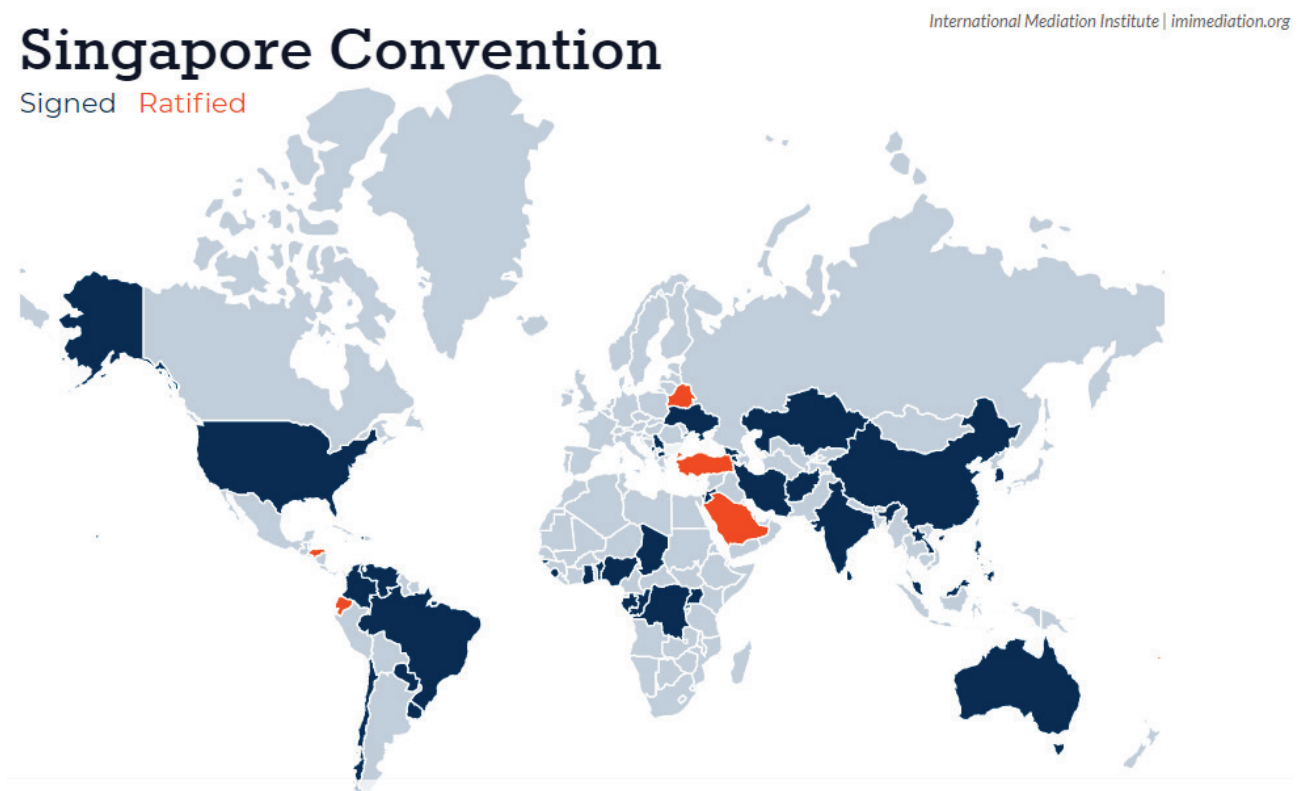 International Mediation Institute | imimediation.org
Singapore Convention
Signed Ratified